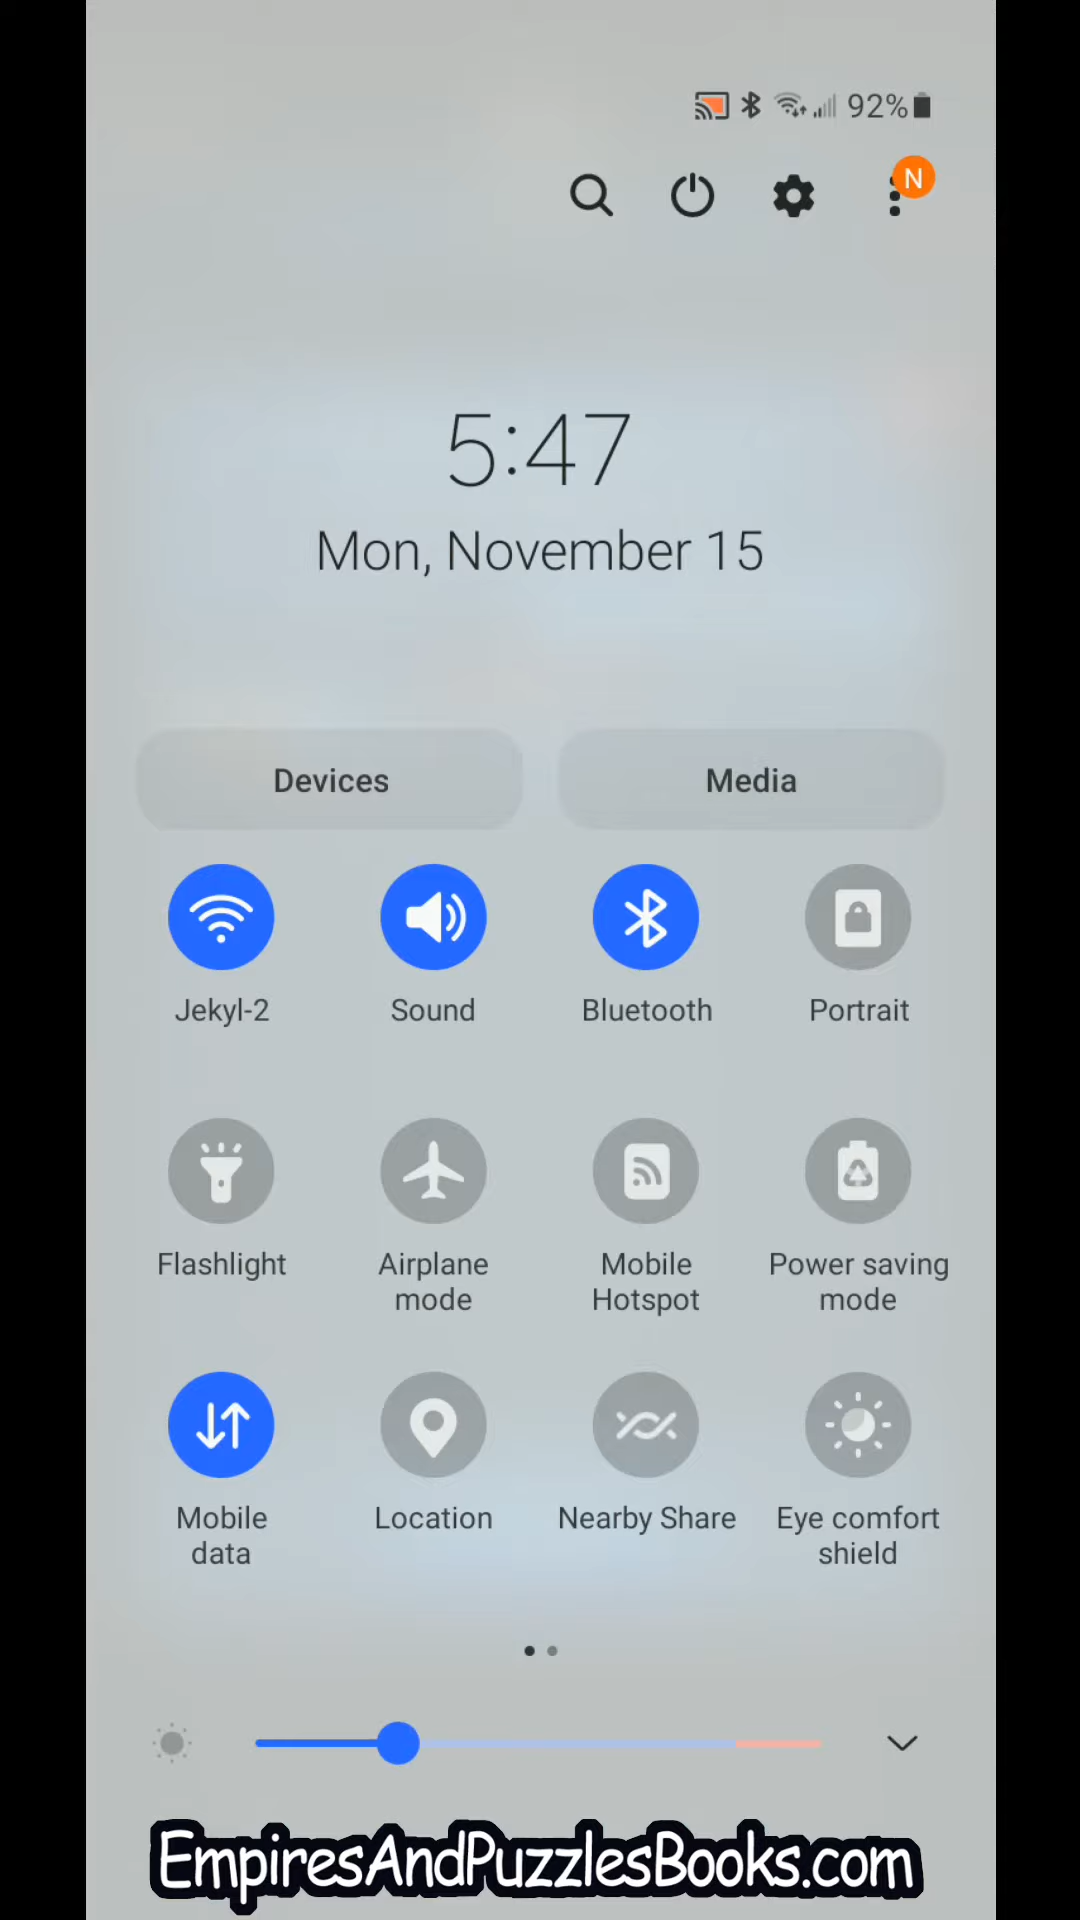 92%
N
5:47
Mon, November 15
Devices
Media
Jekyl-2
Sound
Bluetooth
Portrait
Flashlight
Airplane
mode
Mobile
Hotspot
Power saving
mode
Mobile
data
Location
Nearby Share
Eye comfort
shield
EmpiresAndPuzzlesBooks.com